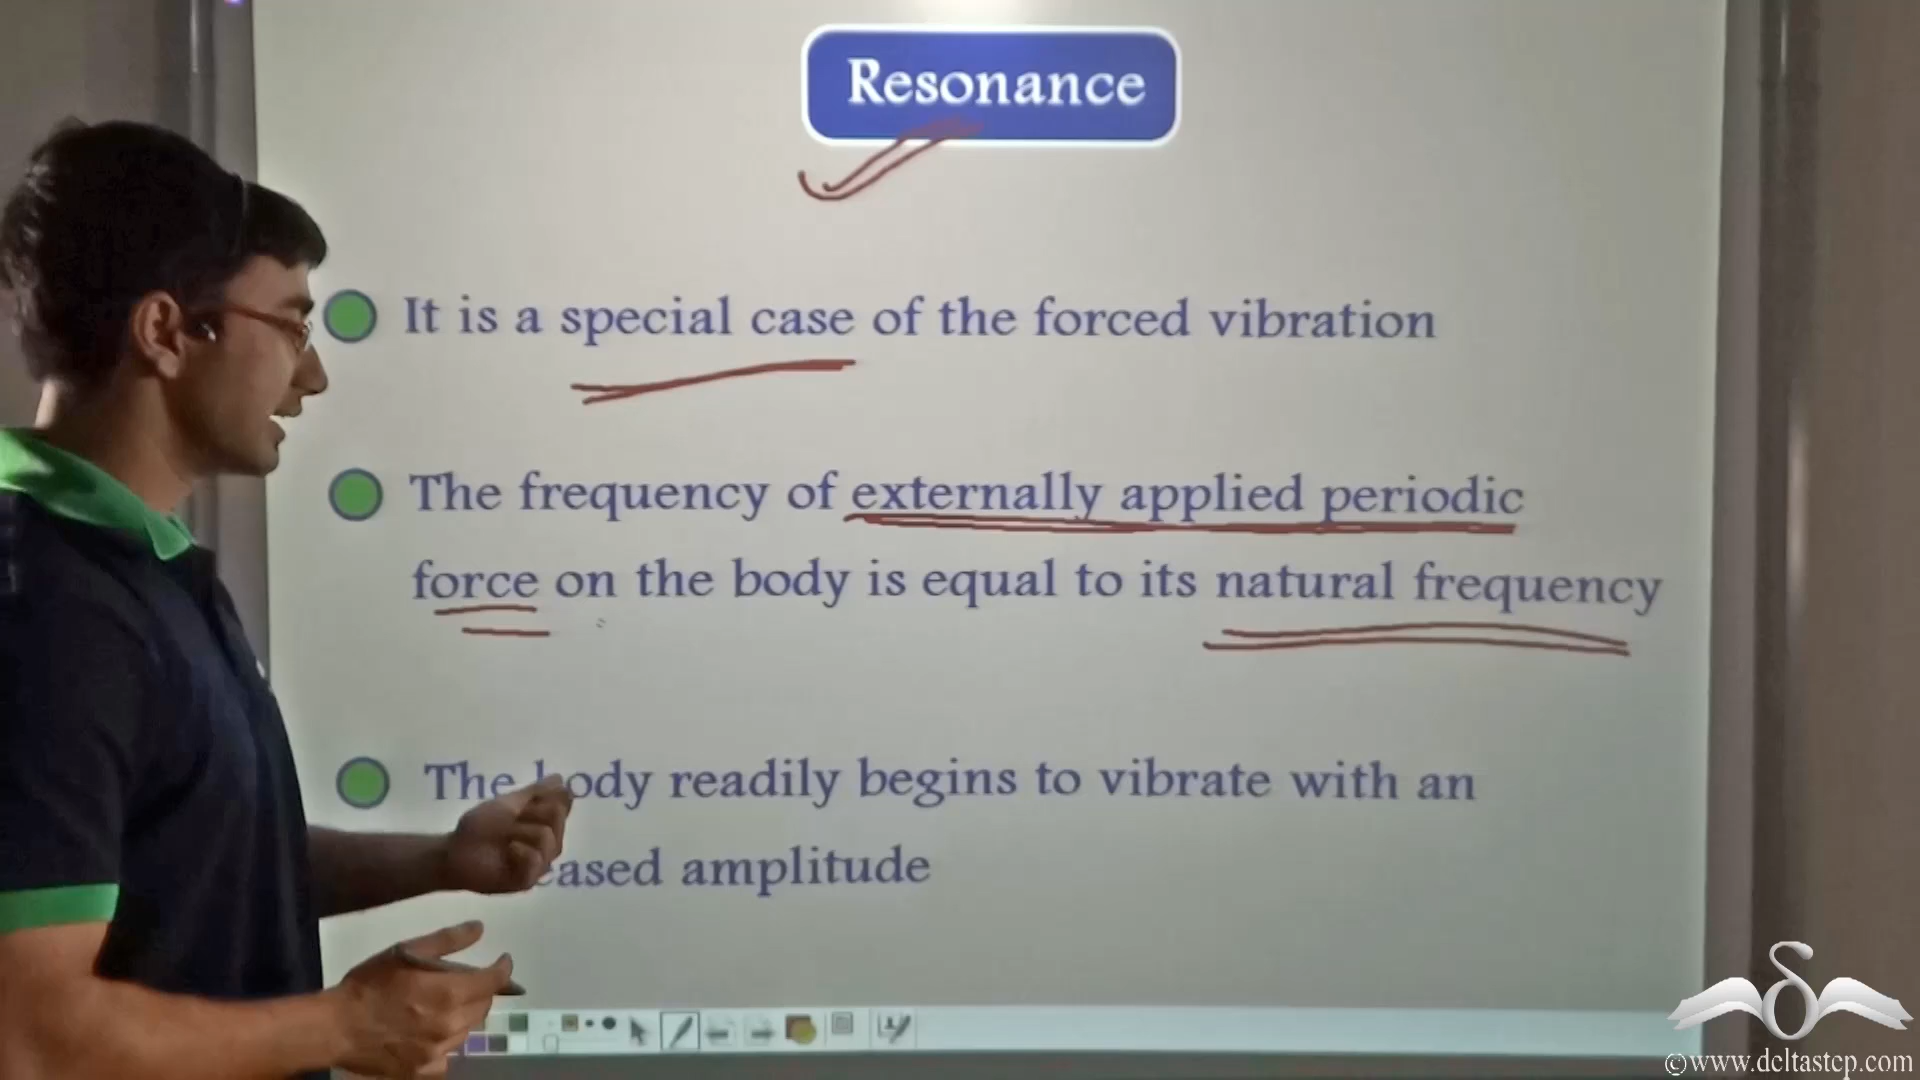 Resonance
It is a special case of the forced vibration
The frequency of externally applied periodic
force on the body is equal to its natural frequency
The body readily begins to vibrate with an
amplitude
©www.deltastep.com